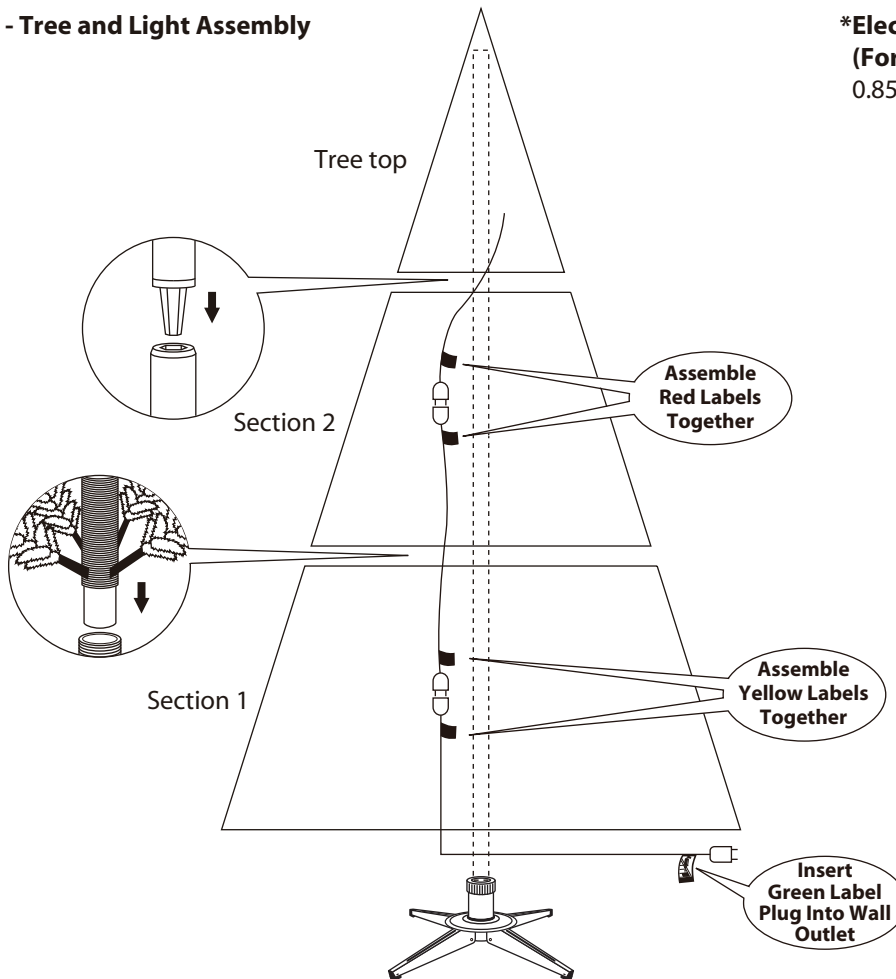 - Tree and Light Assembly
*Elec
(For
0.85
Tree top
Assemble
Red Labels
Together
Section 2
Assemble
Yellow Labels
Together
Section 1
Insert
Green Label
Plug Into Wall
Outlet